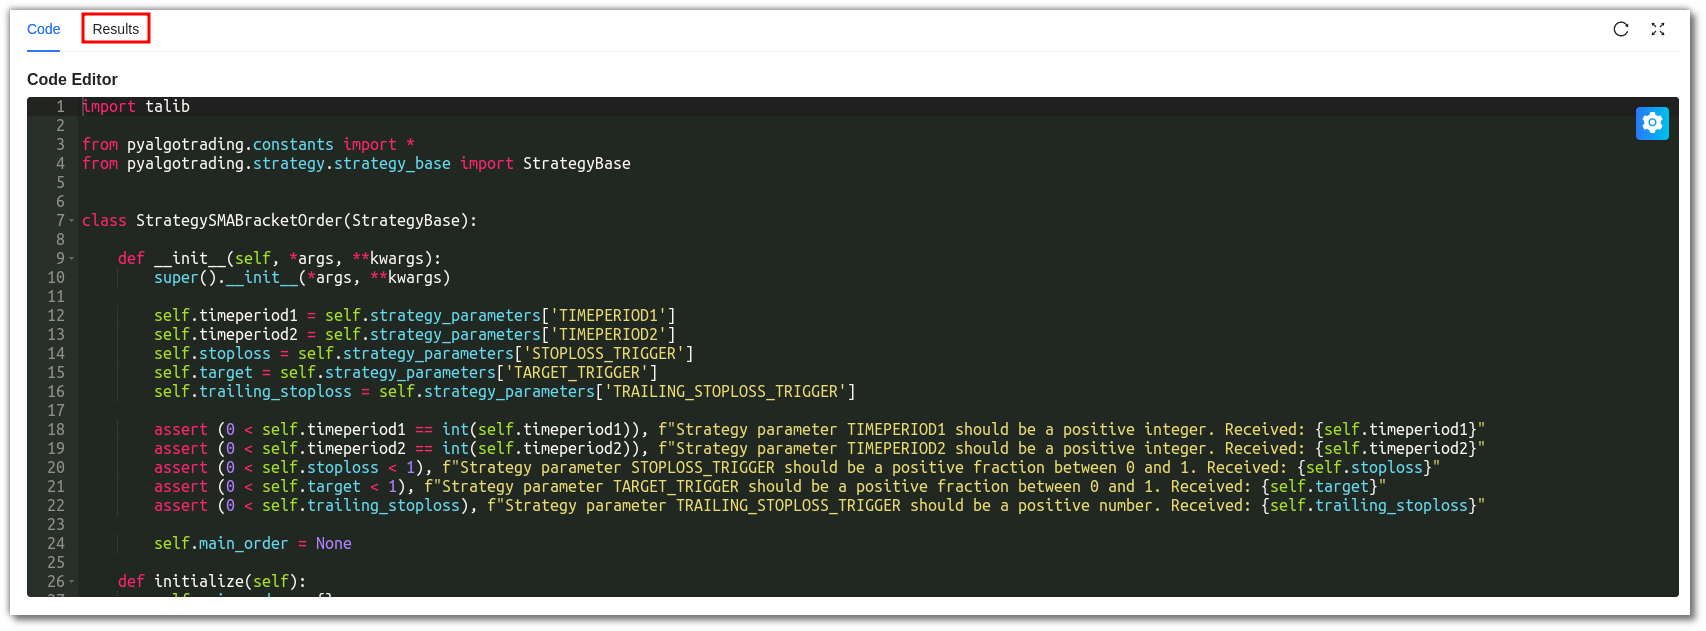 Code Results
Code Editor
1 import talib
2
3 from pyalgotrading.constants import *
4 from pyalgotrading.strategy.strategy_base import StrategyBase
5
6
7 class StrategySMABracketOrder(StrategyBase):
8
9     def __init__(self, *args, **kwargs):
10         super().__init__(*args, **kwargs)
11
12         self.timeperiod1 = self.strategy_parameters['TIMEPERIOD1']
13         self.timeperiod2 = self.strategy_parameters['TIMEPERIOD2']
14         self.stoploss = self.strategy_parameters['STOPLOSS_TRIGGER']
15         self.target = self.strategy_parameters['TARGET_TRIGGER']
16         self.trailing_stoploss = self.strategy_parameters['TRAILING_STOPLOSS_TRIGGER']
17
18         assert (0 < self.timeperiod1 == int(self.timeperiod1)), f"Strategy parameter TIMEPERIOD1 should be a positive integer. Received: {self.timeperiod1}"
19         assert (0 < self.timeperiod2 == int(self.timeperiod2)), f"Strategy parameter TIMEPERIOD2 should be a positive integer. Received: {self.timeperiod2}"
20         assert (0 < self.stoploss < 1), f"Strategy parameter STOPLOSS_TRIGGER should be a positive fraction between 0 and 1. Received: {self.stoploss}"
21         assert (0 < self.target < 1), f"Strategy parameter TARGET_TRIGGER should be a positive fraction between 0 and 1. Received: {self.target}"
22         assert (0 < self.trailing_stoploss), f"Strategy parameter TRAILING_STOPLOSS_TRIGGER should be a positive number. Received: {self.trailing_stoploss}"
23
24         self.main_order = None
25
26     def initialize(self):